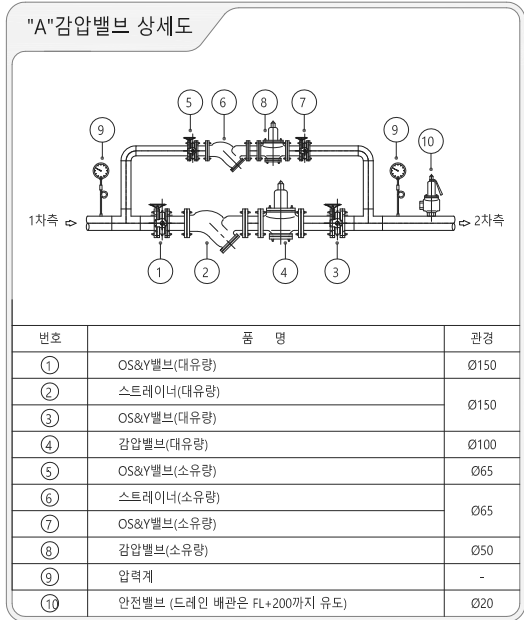 "A"감압밸브 상세도
5 6 8 7
9 9 10
1차측 2차측
1 2 4 3
번호 품 명 관경
1 OS&Y밸브(대유량) Ø150
2 스트레이너(대유량)
Ø150
3 OS&Y밸브(대유량)
4 감압밸브(대유량) Ø100
5 OS&Y밸브(소유량) Ø65
6 스트레이너(소유량)
Ø65
7 OS&Y밸브(소유량)
8 감압밸브(소유량) Ø50
9 압력계 -
10 안전밸브 (드레인 배관은 FL+200까지 유도) Ø20